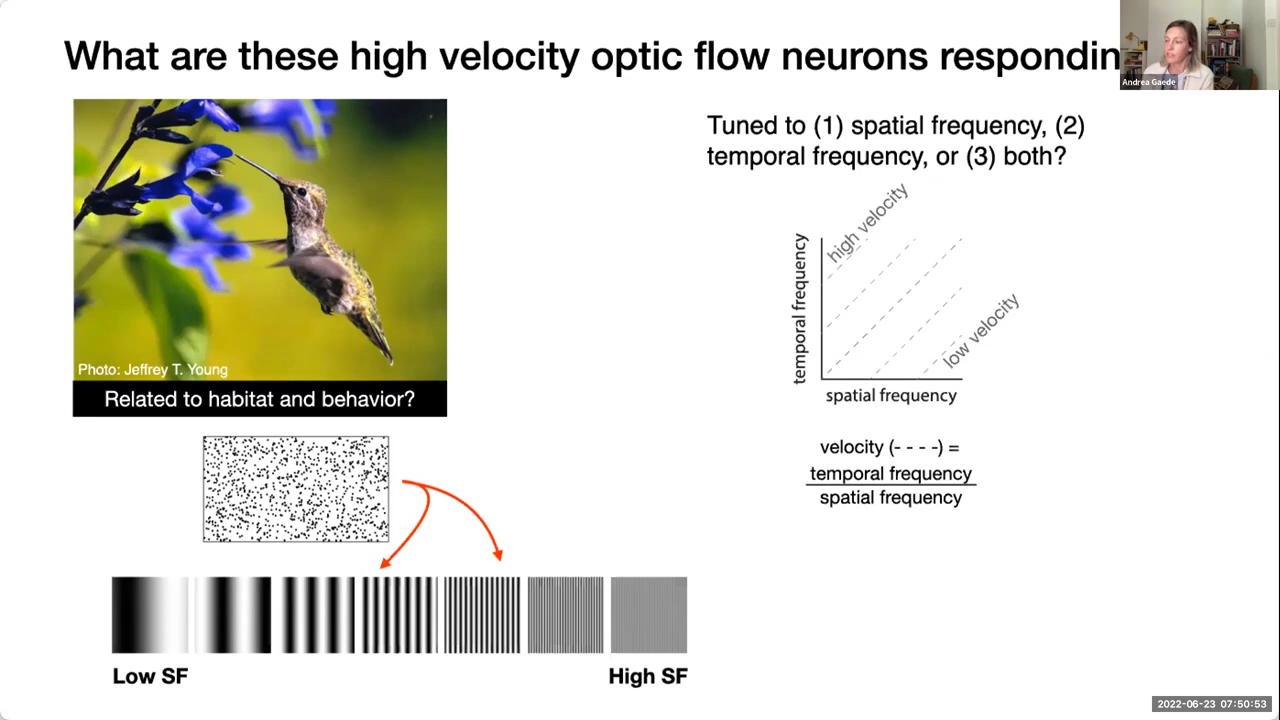 What are these high velocity optic flow neurons respondin
Andrea Gaede
Photo: Jeffrey T. Young
Related to habitat and behavior?
Tuned to (1) spatial frequency, (2)
temporal frequency, or (3) both?
high velocity
temporal frequency
low velocity
spatial frequency
velocity (- - - -) =
temporal frequency
spatial frequency
Low SF
High SF
2022-06-23 07:50:53